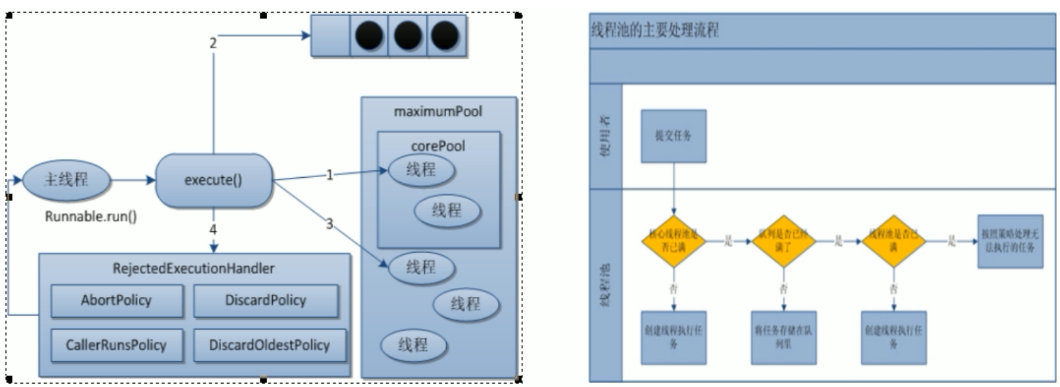 2
maximumPool
corePool
线程
线程
1
主线程
execute()
Runnable.run()
3
4
线程
线程
线程
RejectedExecutionHandler
AbortPolicy
DiscardPolicy
CallerRunsPolicy
DiscardOldestPolicy
线程池的主要处理流程
使用者
提交任务
线程池
核心线程池是
否已满
是
队列是否已经
满了
是
线程池是否已
满
是
按照策略处理无
法执行的任务
否
否
否
创建线程执行任
务
将任务存储在队
列里
创建线程执行任
务